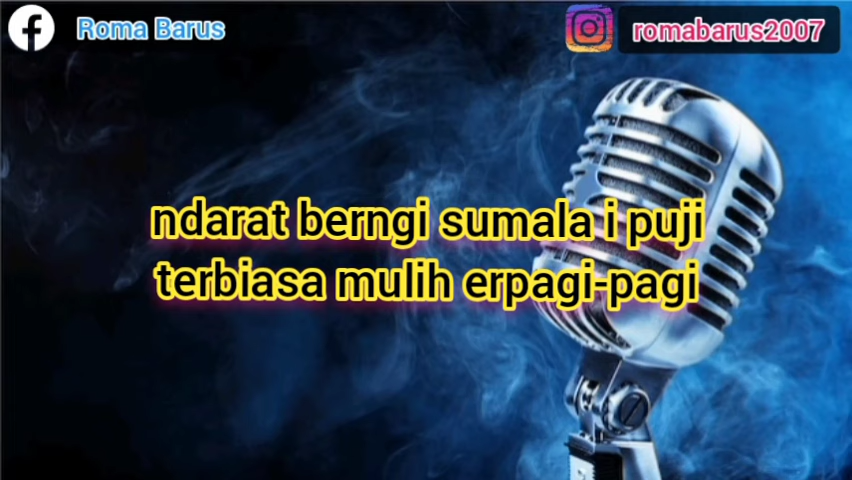 Roma Barus
romabarus2007
ndarat berngi sumala i puji
terbiasa mulih erpagi-pagi